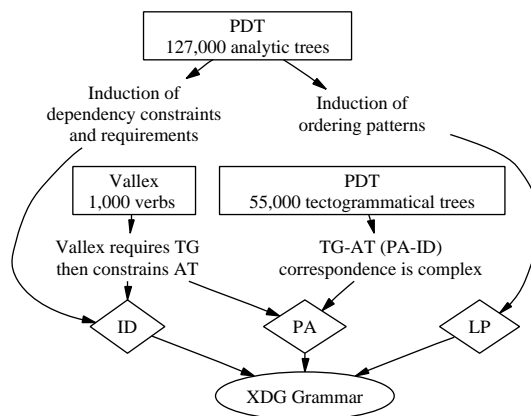 PDT
127,000 analytic trees
Induction of
dependency constraints
and requirements
Induction of
ordering patterns
Vallex
1,000 verbs
PDT
55,000 tectogrammatical trees
Vallex requires TG
then constrains AT
TG-AT (PA-ID)
correspondence is complex
ID
PA
LP
XDG Grammar